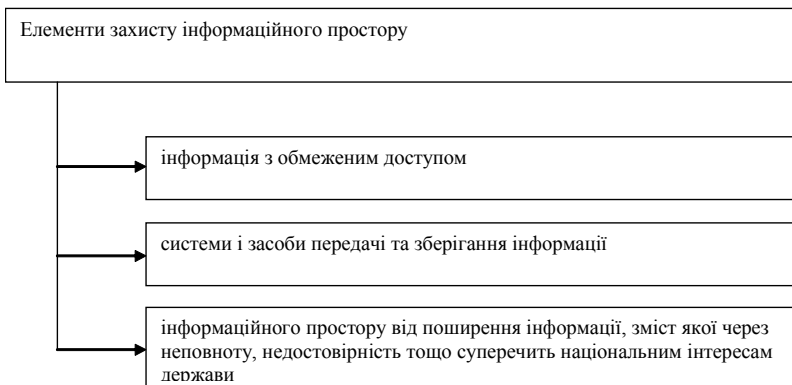 Елементи захисту інформаційного простору
інформація з обмеженим доступом
системи і засоби передачі та зберігання інформації
інформаційного простору від поширення інформації, зміст якої через
неповноту, недостовірність тощо суперечить національним інтересам
держави